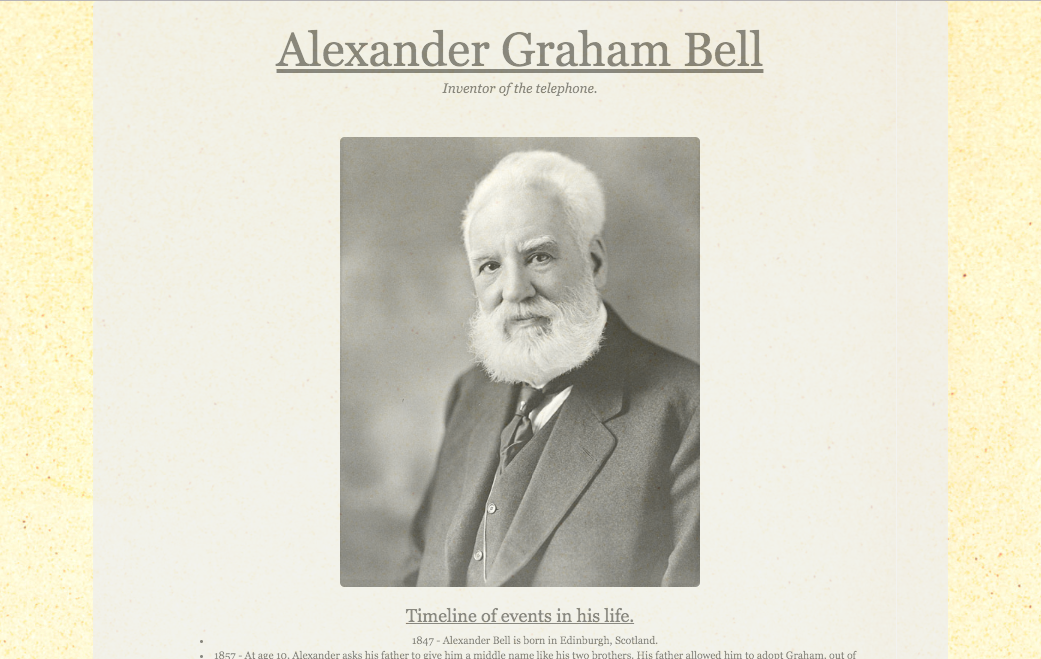 Alexander Graham Bell
Inventor of the telephone.
Timeline of events in his life.
• 1847 - Alexander Bell is born in Edinburgh, Scotland.
• 1857 - At age 10, Alexander asks his father to give him a middle name like his two brothers. His father allowed him to adopt Graham, out of